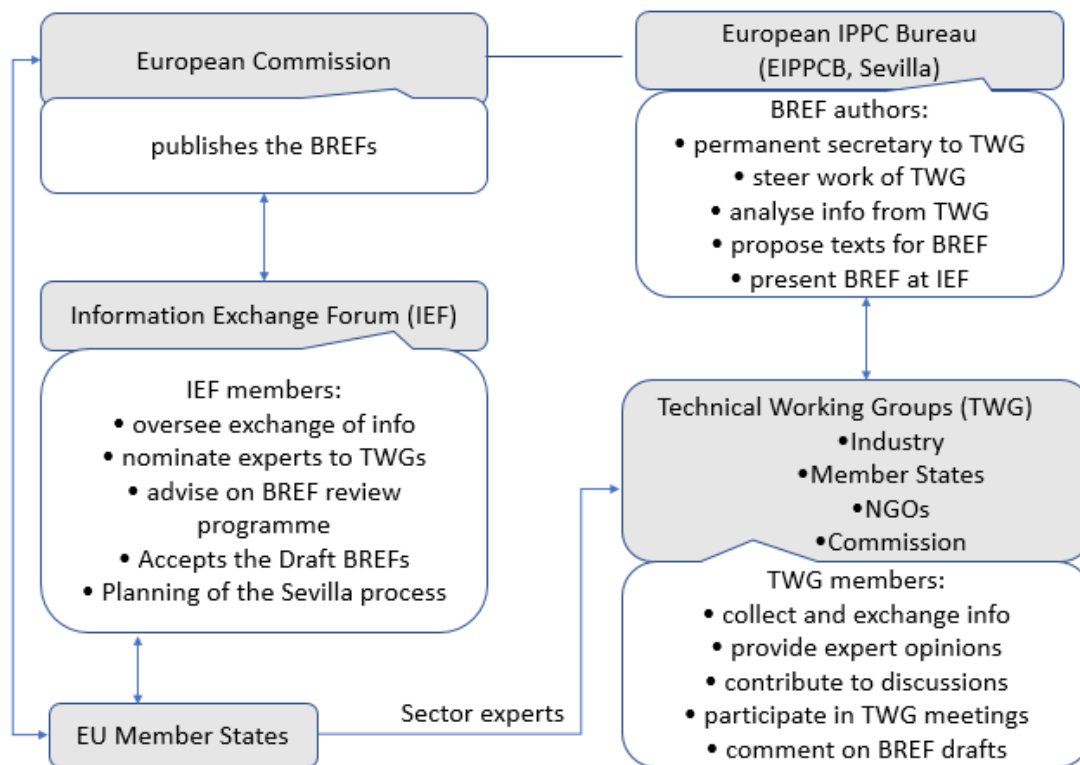 European Commission
publishes the BREFs
European IPPC Bureau
(EIPPCB, Sevilla)
BREF authors:
• permanent secretary to TWG
• steer work of TWG
• analyse info from TWG
• propose texts for BREF
• present BREF at IEF
Information Exchange Forum (IEF)
IEF members:
• oversee exchange of info
• nominate experts to TWGs
• advise on BREF review
programme
• Accepts the Draft BREFs
• Planning of the Sevilla process
Technical Working Groups (TWG)
•Industry
•Member States
•NGOs
•Commission
TWG members:
• collect and exchange info
• provide expert opinions
• contribute to discussions
• participate in TWG meetings
• comment on BREF drafts
EU Member States
Sector experts